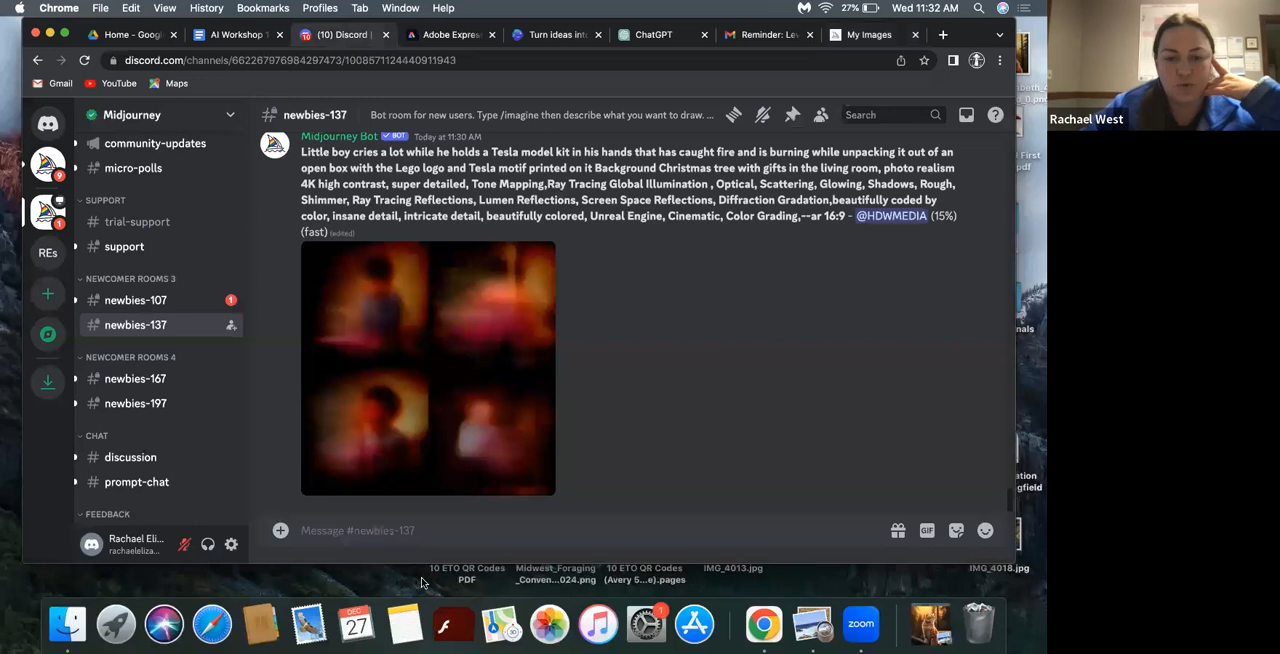 Chrome File Edit View History Bookmarks Profiles Tab Window Help
27% Wed 11:32 AM
Home - Googl
AI Workshop
(10) Discord |
Adobe Expres
Turn ideas int
ChatGPT
Reminder: Le
My Images
discord.com/channels/662267976984297473/1008571124440911943
Gmail YouTube Maps
Midjourney
community-updates
micro-polls
SUPPORT
trial-support
support
NEWCOMER ROOMS 3
newbies-107 1
newbies-137
NEWCOMER ROOMS 4
newbies-167
newbies-197
CHAT
discussion
prompt-chat
FEEDBACK
Rachael Eli...
rachaeleliza...
10
9
1
REs
newbies-137 Bot room for new users. Type /imagine then describe what you want to draw. ...
Search
Midjourney Bot BOT Today at 11:30 AM
Little boy cries a lot while he holds a Tesla model kit in his hands that has caught fire and is burning while unpacking it out of an
open box with the Lego logo and Tesla motif printed on it Background Christmas tree with gifts in the living room, photo realism
4K high contrast, super detailed, Tone Mapping,Ray Tracing Global Illumination , Optical, Scattering, Glowing, Shadows, Rough,
Shimmer, Ray Tracing Reflections, Lumen Reflections, Screen Space Reflections, Diffraction Gradation,beautifully coded by
color, insane detail, intricate detail, beautifully colored, Unreal Engine, Cinematic, Color Grading,--ar 16:9 - @HDWMEDIA (15%)
(fast) (edited)
Message #newbies-137
GIF
10 ETO QR Codes
PDF
Midwest_Foraging
_Conven...024.png
10 ETO QR Codes
(Avery 5...e).pages
IMG_4013.jpg
IMG_4018.jpg
DEC
27
1
zoom
Rachael West